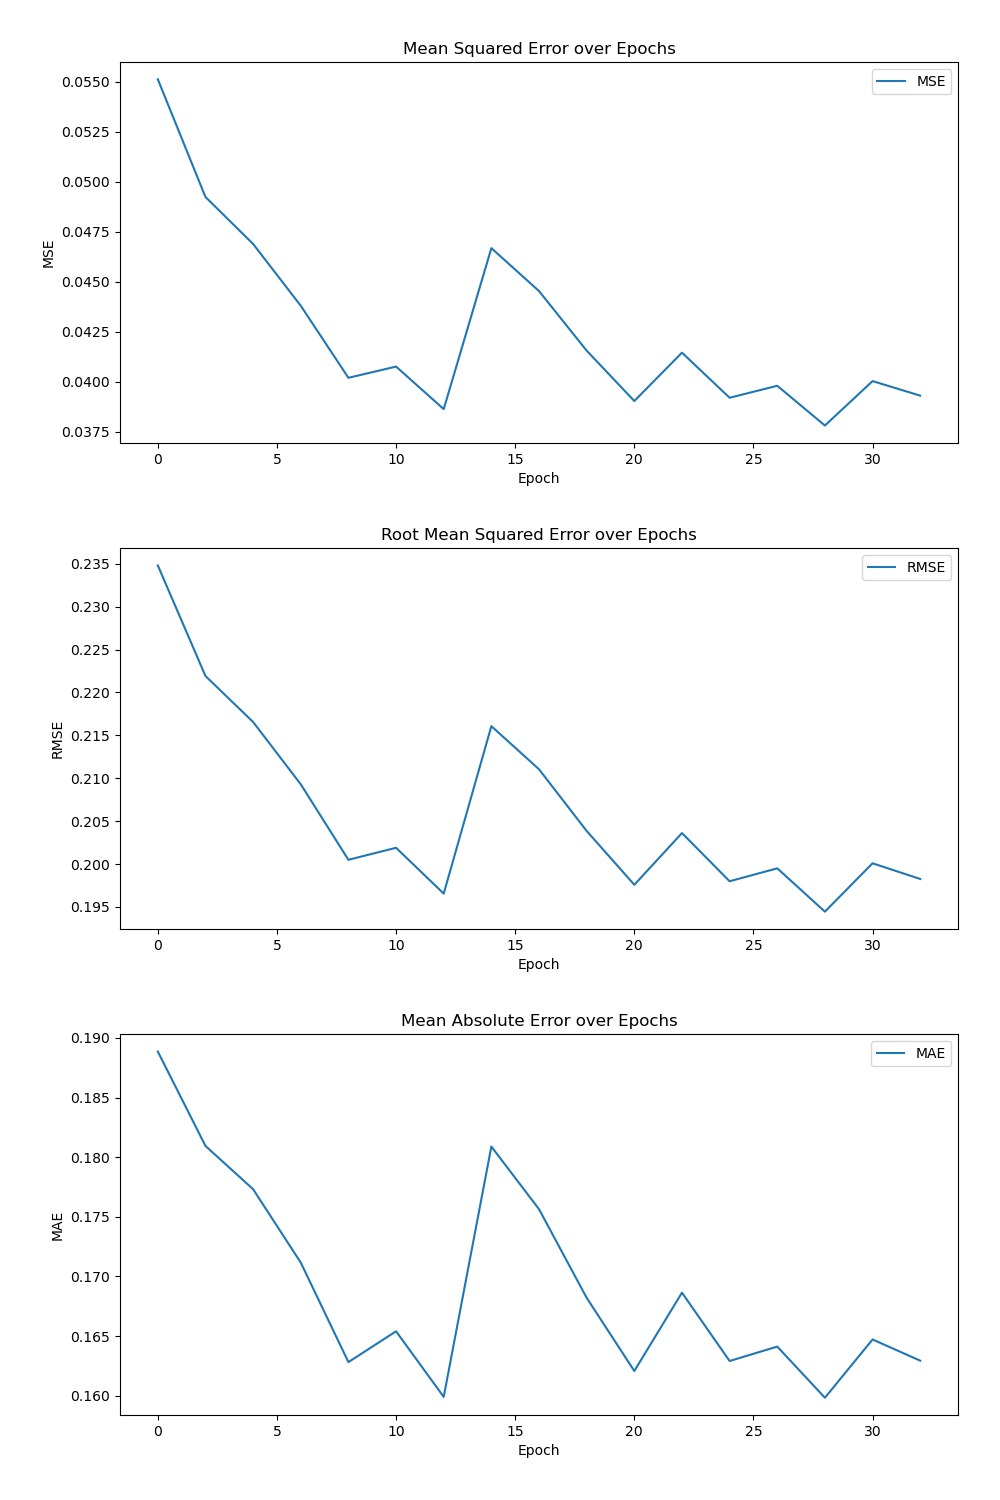 Mean Squared Error over Epochs
MSE
0.0550
0.0525
0.0500
0.0475
0.0450
0.0425
0.0400
0.0375
MSE
0 5 10 15 20 25 30
Epoch
Root Mean Squared Error over Epochs
RMSE
0.235
0.230
0.225
0.220
0.215
0.210
0.205
0.200
0.195
RMSE
0 5 10 15 20 25 30
Epoch
Mean Absolute Error over Epochs
MAE
0.190
0.185
0.180
0.175
0.170
0.165
0.160
MAE
0 5 10 15 20 25 30
Epoch